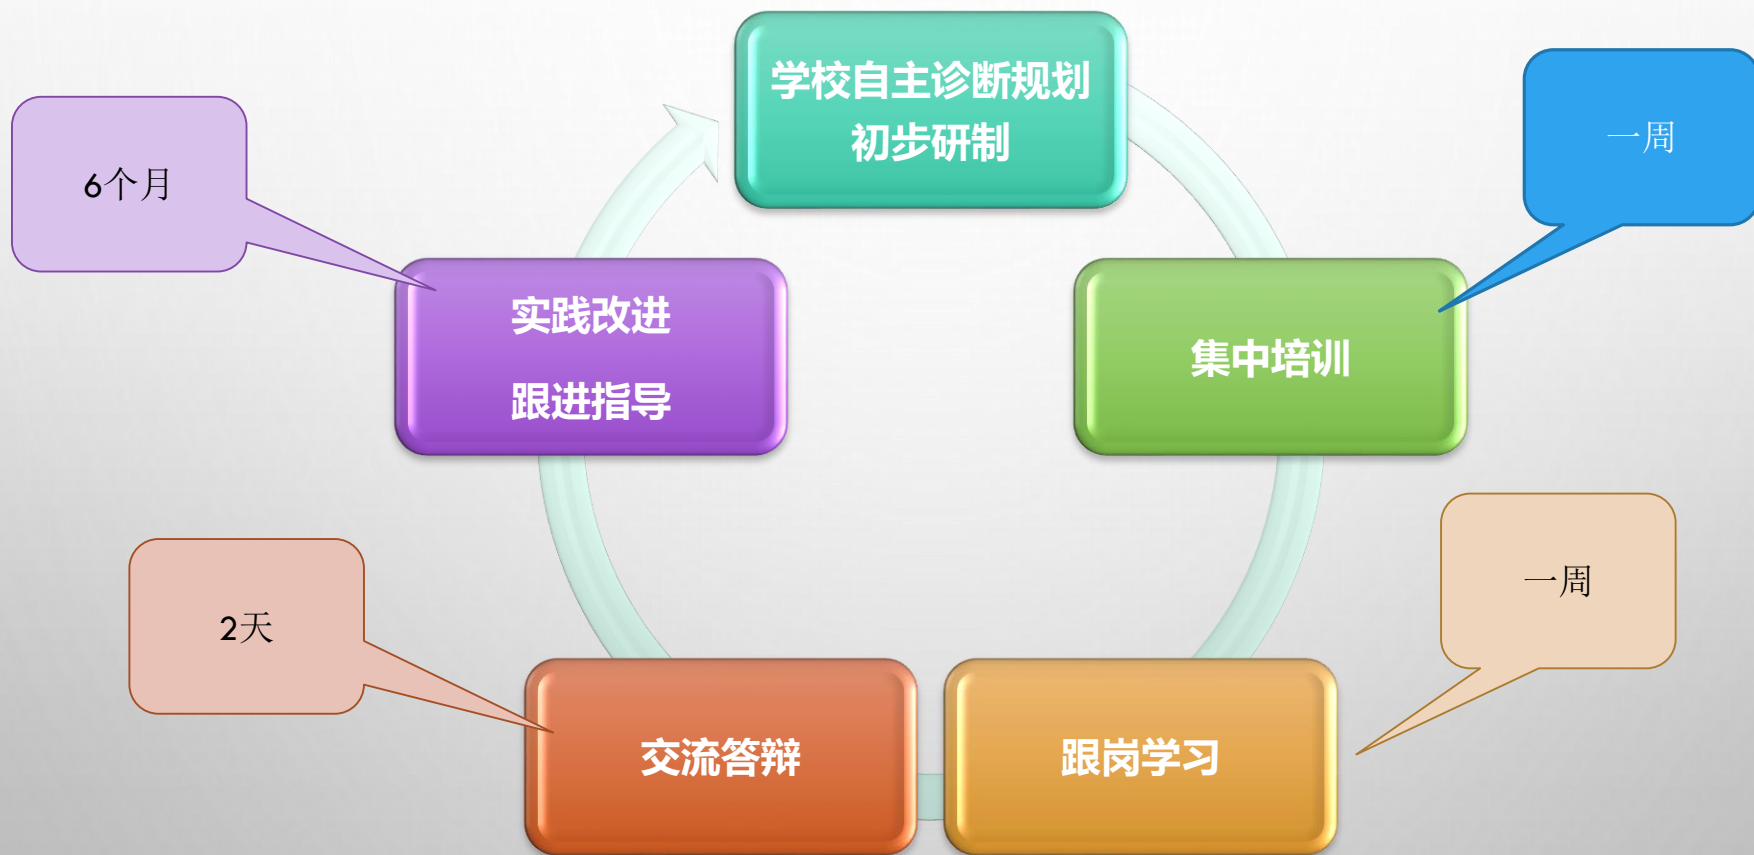 学校自主诊断规划
初步研制
一周
6个月
实践改进
跟进指导
集中培训
一周
2天
交流答辩
跟岗学习